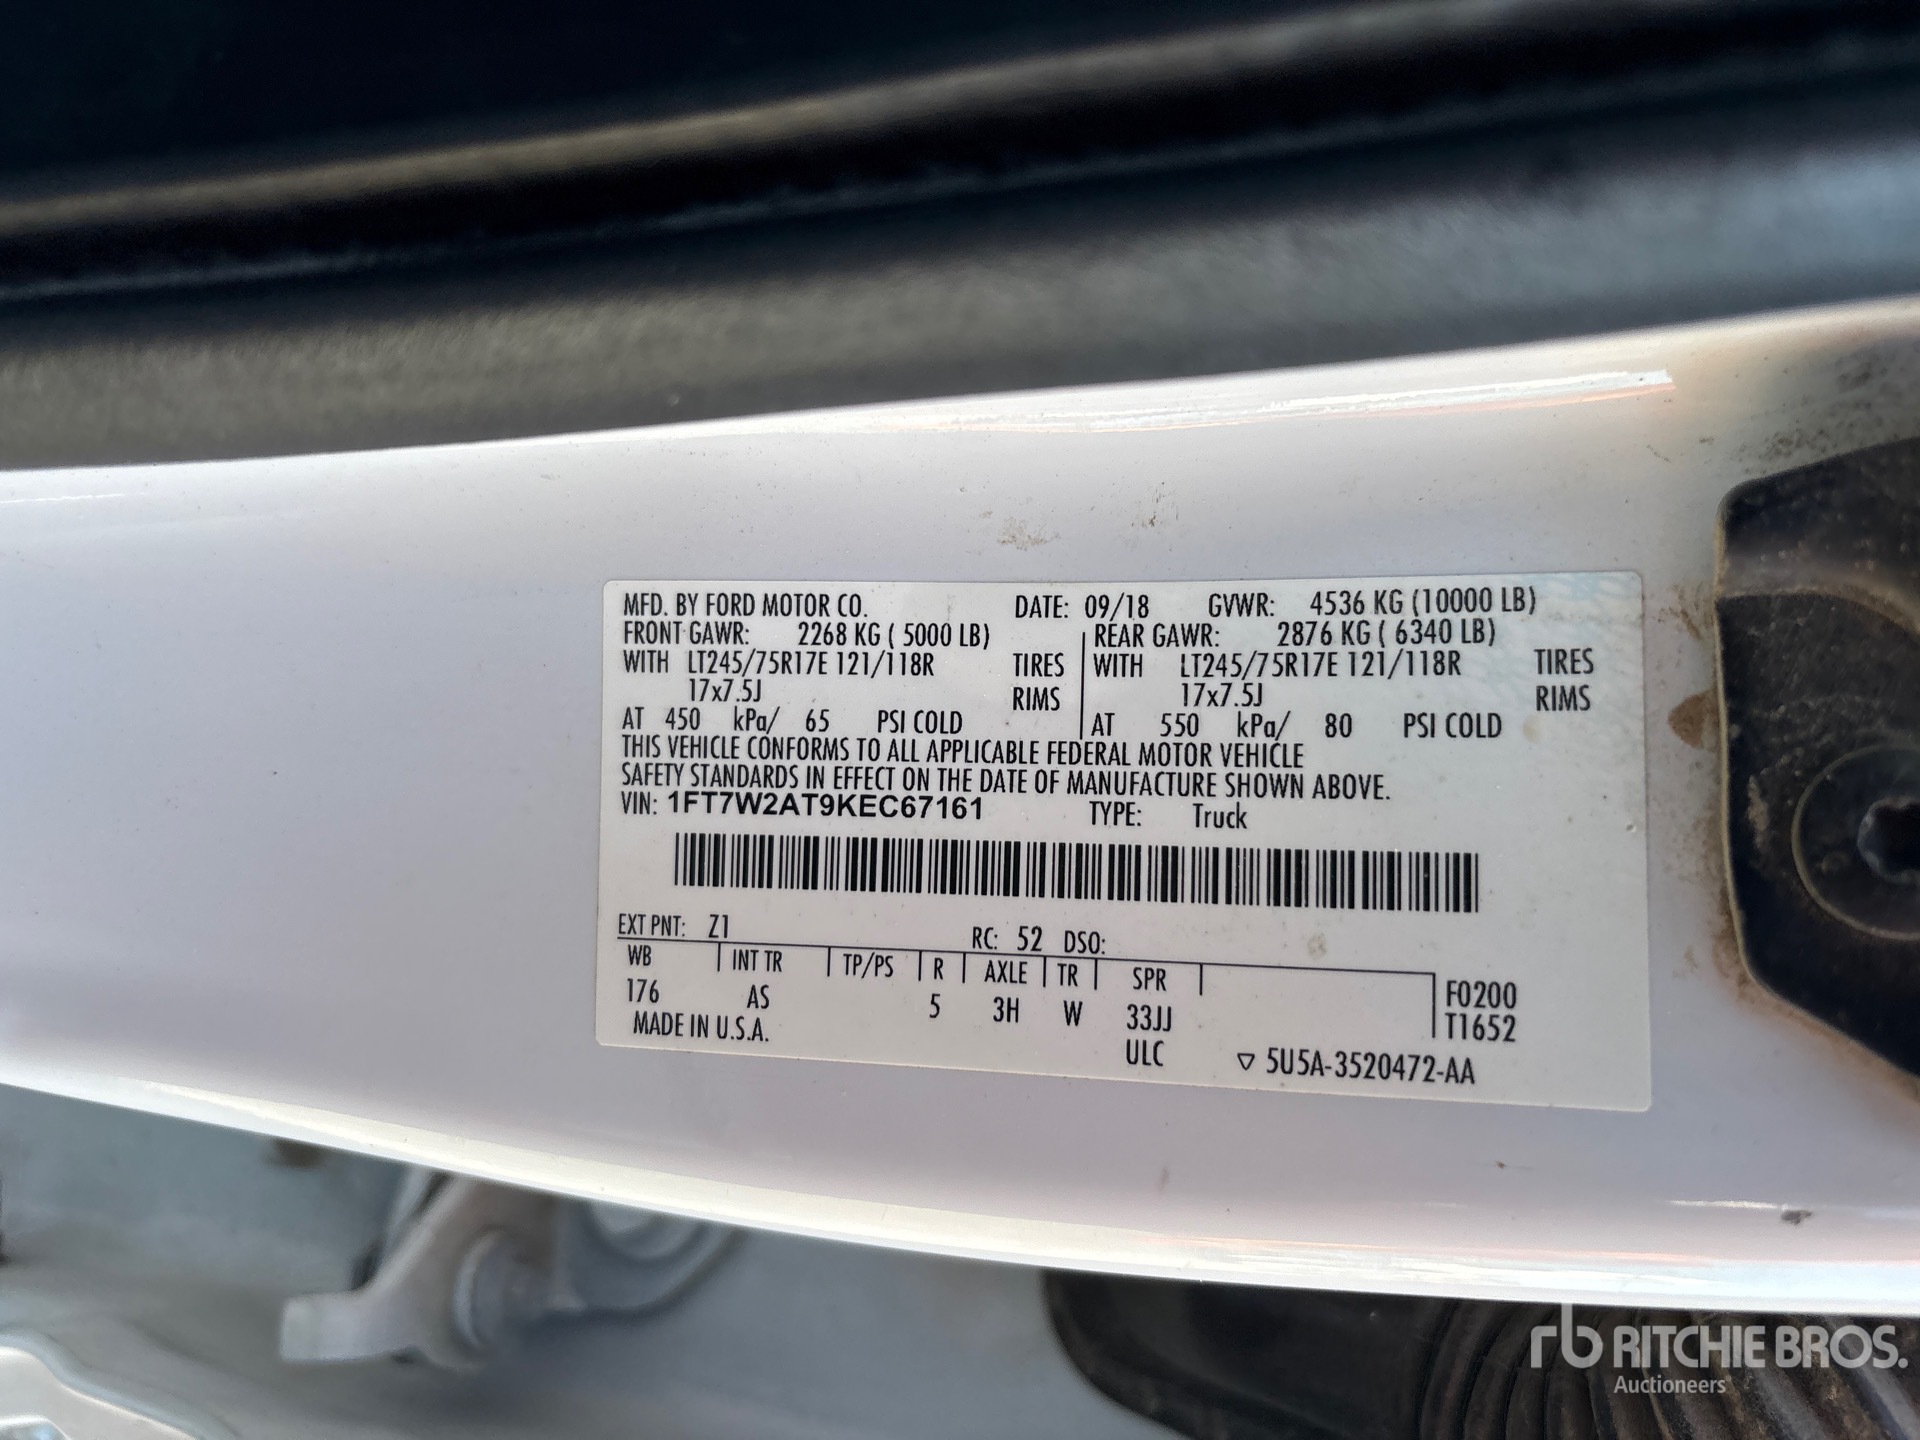 MFD. BY FORD MOTOR CO. DATE: 09/18 GVWR: 4536 KG (10000 LB)
FRONT GAWR: 2268 KG ( 5000 LB) REAR GAWR: 2876 KG ( 6340 LB)
WITH LT245/75R17E 121/118R TIRES WITH LT245/75R17E 121/118R TIRES
17x7.5J RIMS 17x7.5J RIMS
AT 450 kPa/ 65 PSI COLD AT 550 kPa/ 80 PSI COLD
THIS VEHICLE CONFORMS TO ALL APPLICABLE FEDERAL MOTOR VEHICLE
SAFETY STANDARDS IN EFFECT ON THE DATE OF MANUFACTURE SHOWN ABOVE.
VIN: 1FT7W2AT9KEC67161 TYPE: Truck
EXT PNT: Z1 RC: 52 DSO:
WB INT TR TP/PS R AXLE TR SPR
176 AS 5 3H W 33JJ F0200
MADE IN U.S.A. ULC T1652
▽ 5U5A-3520472-AA
rb RITCHIE BROS.
Auctioneers